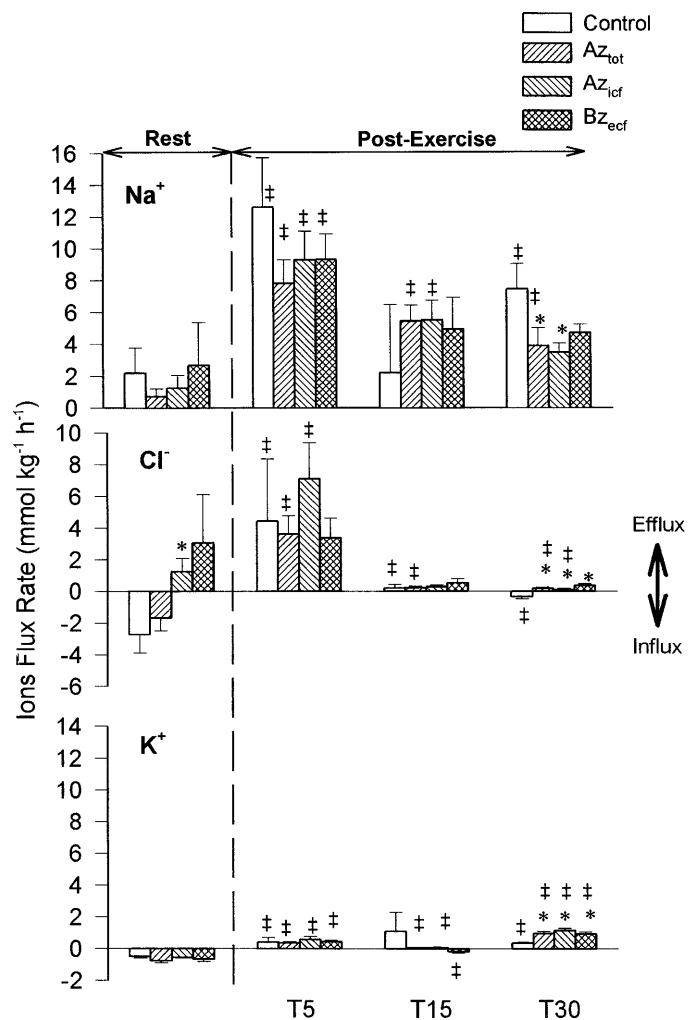 Control
Az_tot
Az_icf
Bz_ecf
Rest
Post-Exercise
16
14
12
10
8
6
4
2
0
Na⁺
‡
‡
‡ ‡
‡ ‡
‡
‡
* *
10
8
6
4
2
0
-2
-4
-6
Cl⁻
*
‡
‡
‡
‡ ‡
‡ ‡
* * *
‡
14
12
10
8
6
4
2
0
-2
K⁺
‡ ‡ ‡ ‡
‡ ‡
‡
‡ ‡ ‡ ‡
* * *
T5 T15 T30
Ions Flux Rate (mmol kg⁻¹ h⁻¹)
Efflux
Influx